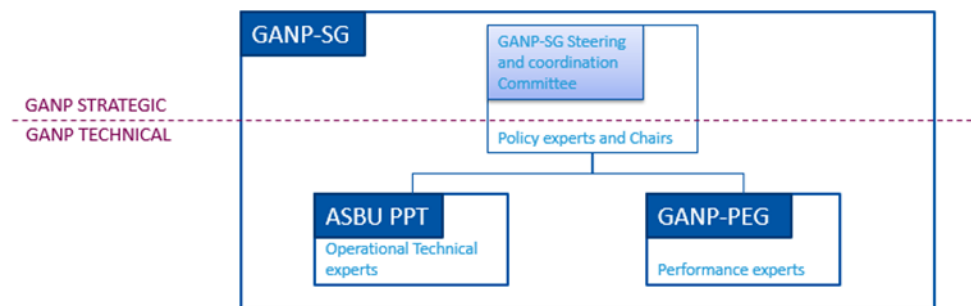 GANP-SG
GANP-SG Steering
and coordination
Committee
GANP STRATEGIC
GANP TECHNICAL
Policy experts and Chairs
ASBU PPT
Operational Technical
experts
GANP-PEG
Performance experts